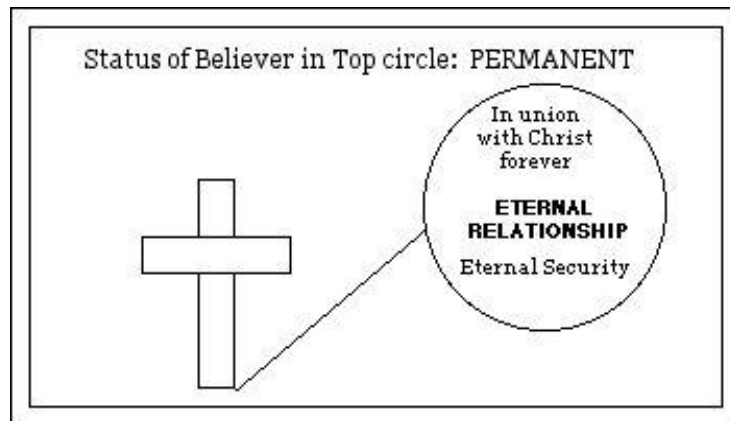 Status of Believer in Top circle: PERMANENT
In union
with Christ
forever
ETERNAL
RELATIONSHIP
Eternal Security